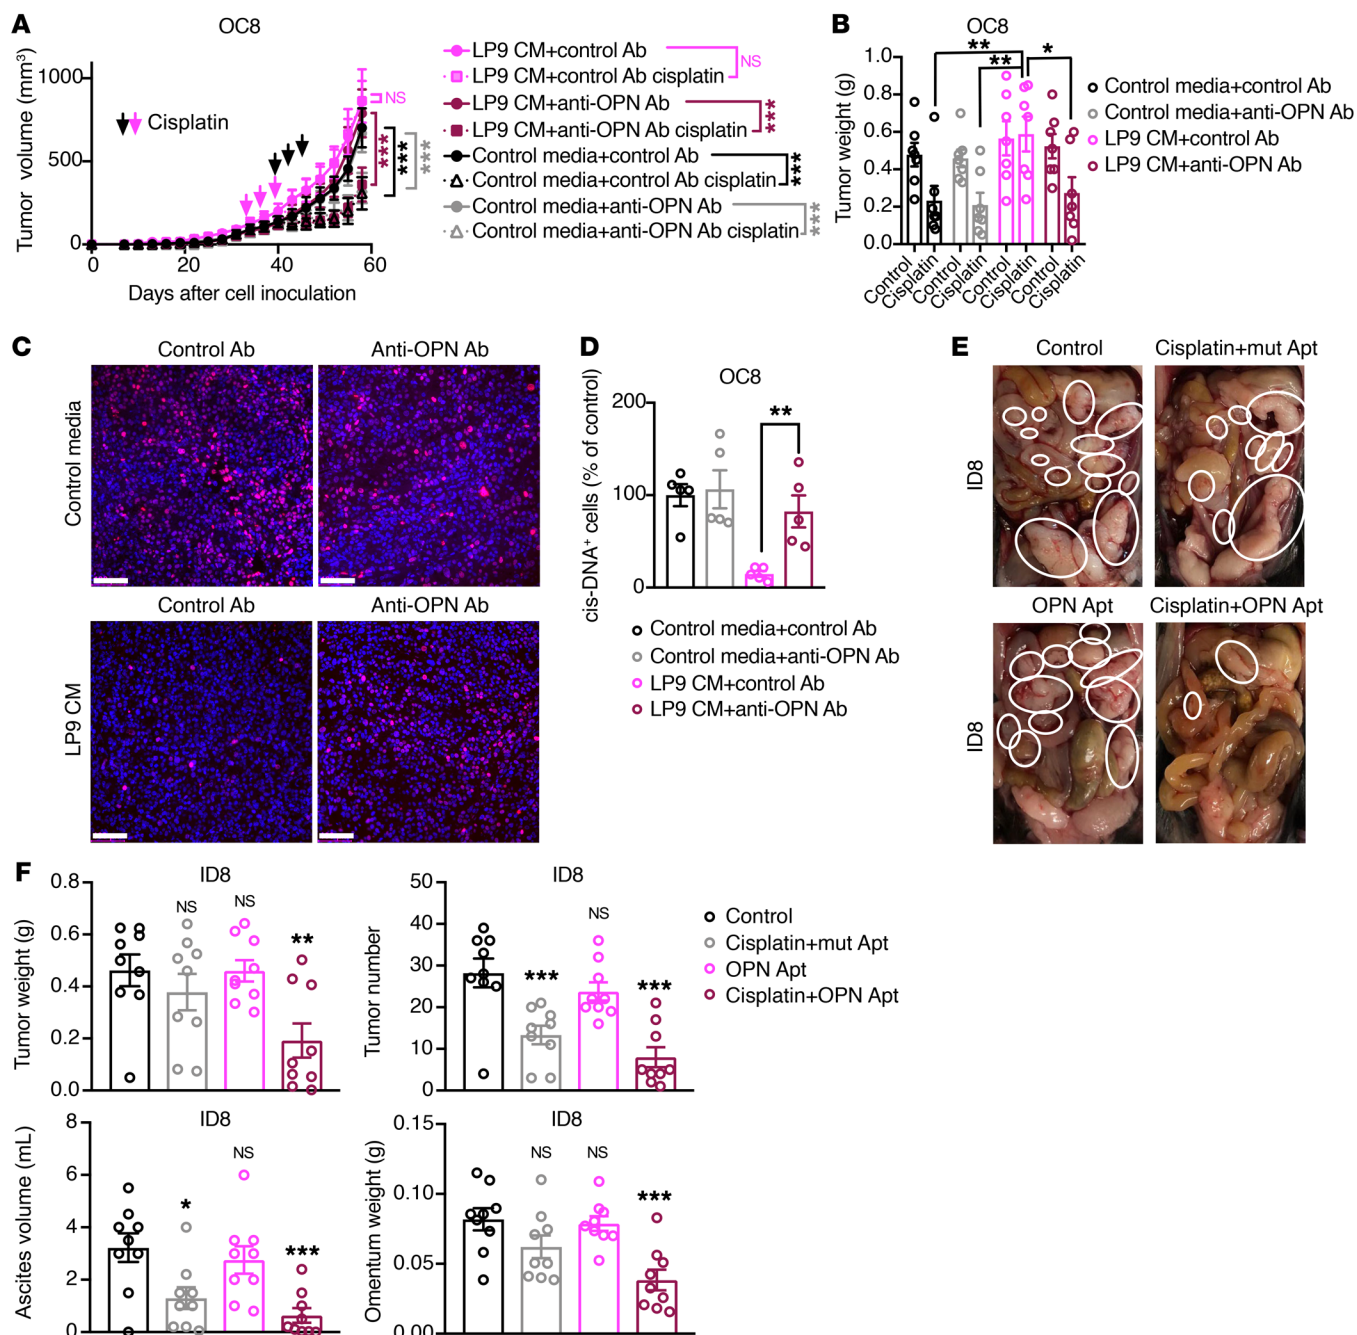 A
OC8
Tumor volume (mm³)
1000
500
0
0
20
40
60
Days after cell inoculation
Cisplatin
NS
***
***
***
LP9 CM+control Ab
LP9 CM+control Ab cisplatin
NS
LP9 CM+anti-OPN Ab
LP9 CM+anti-OPN Ab cisplatin
***
Control media+control Ab
Control media+control Ab cisplatin
***
Control media+anti-OPN Ab
Control media+anti-OPN Ab cisplatin
***
B
OC8
Tumor weight (g)
1.0
0.8
0.6
0.4
0.2
0.0
**
**
*
Control
Cisplatin
Control
Cisplatin
Control
Cisplatin
Control
Cisplatin
Control media+control Ab
Control media+anti-OPN Ab
LP9 CM+control Ab
LP9 CM+anti-OPN Ab
C
Control Ab
Anti-OPN Ab
Control media
Control Ab
Anti-OPN Ab
LP9 CM
D
OC8
cis-DNA⁺ cells (% of control)
200
100
0
**
Control media+control Ab
Control media+anti-OPN Ab
LP9 CM+control Ab
LP9 CM+anti-OPN Ab
E
Control
Cisplatin+mut Apt
ID8
OPN Apt
Cisplatin+OPN Apt
ID8
F
ID8
Tumor weight (g)
0.8
0.6
0.4
0.2
0.0
NS
NS
**
ID8
Tumor number
50
40
30
20
10
0
***
NS
***
Control
Cisplatin+mut Apt
OPN Apt
Cisplatin+OPN Apt
ID8
Ascites volume (mL)
8
6
4
2
0
*
NS
***
ID8
Omentum weight (g)
0.15
0.10
0.05
0.00
NS
NS
***